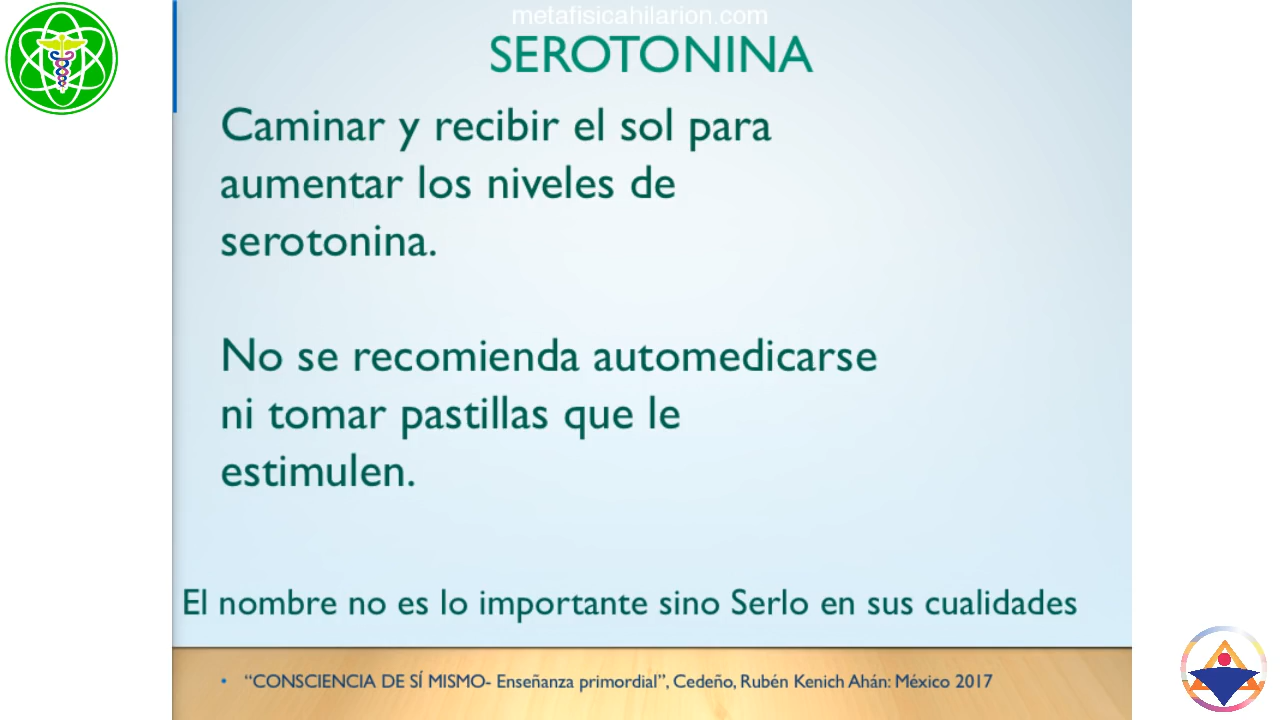 metafisicahilarion.com
SEROTONINA
Caminar y recibir el sol para
aumentar los niveles de
serotonina.
No se recomienda automedicarse
ni tomar pastillas que le
estimulen.
El nombre no es lo importante sino Serlo en sus cualidades
• “CONSCIENCIA DE SÍ MISMO- Enseñanza primordial”, Cedeño, Rubén Kenich Ahán: México 2017